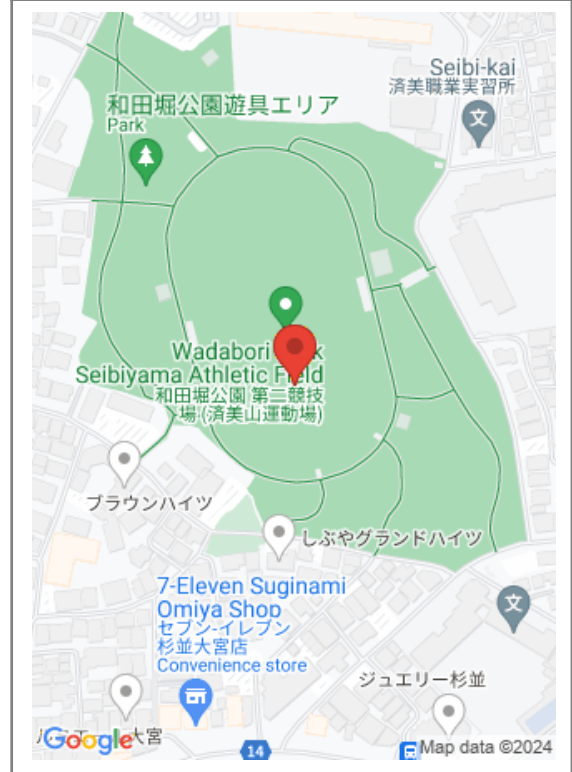 Seibi-kai
済美職業実習所
文
和田堀公園遊具エリア
Park
Wadabori
Seibiyama Athletic Field
和田堀公園 第二競技
場 (済美山運動場)
ブラウンハイツ
しぶやグランドハイツ
7-Eleven Suginami
Omiya Shop
セブン-イレブン
杉並大宮店
Convenience store
文
ジュエリー杉並
大宮
Google
14
Map data ©2024